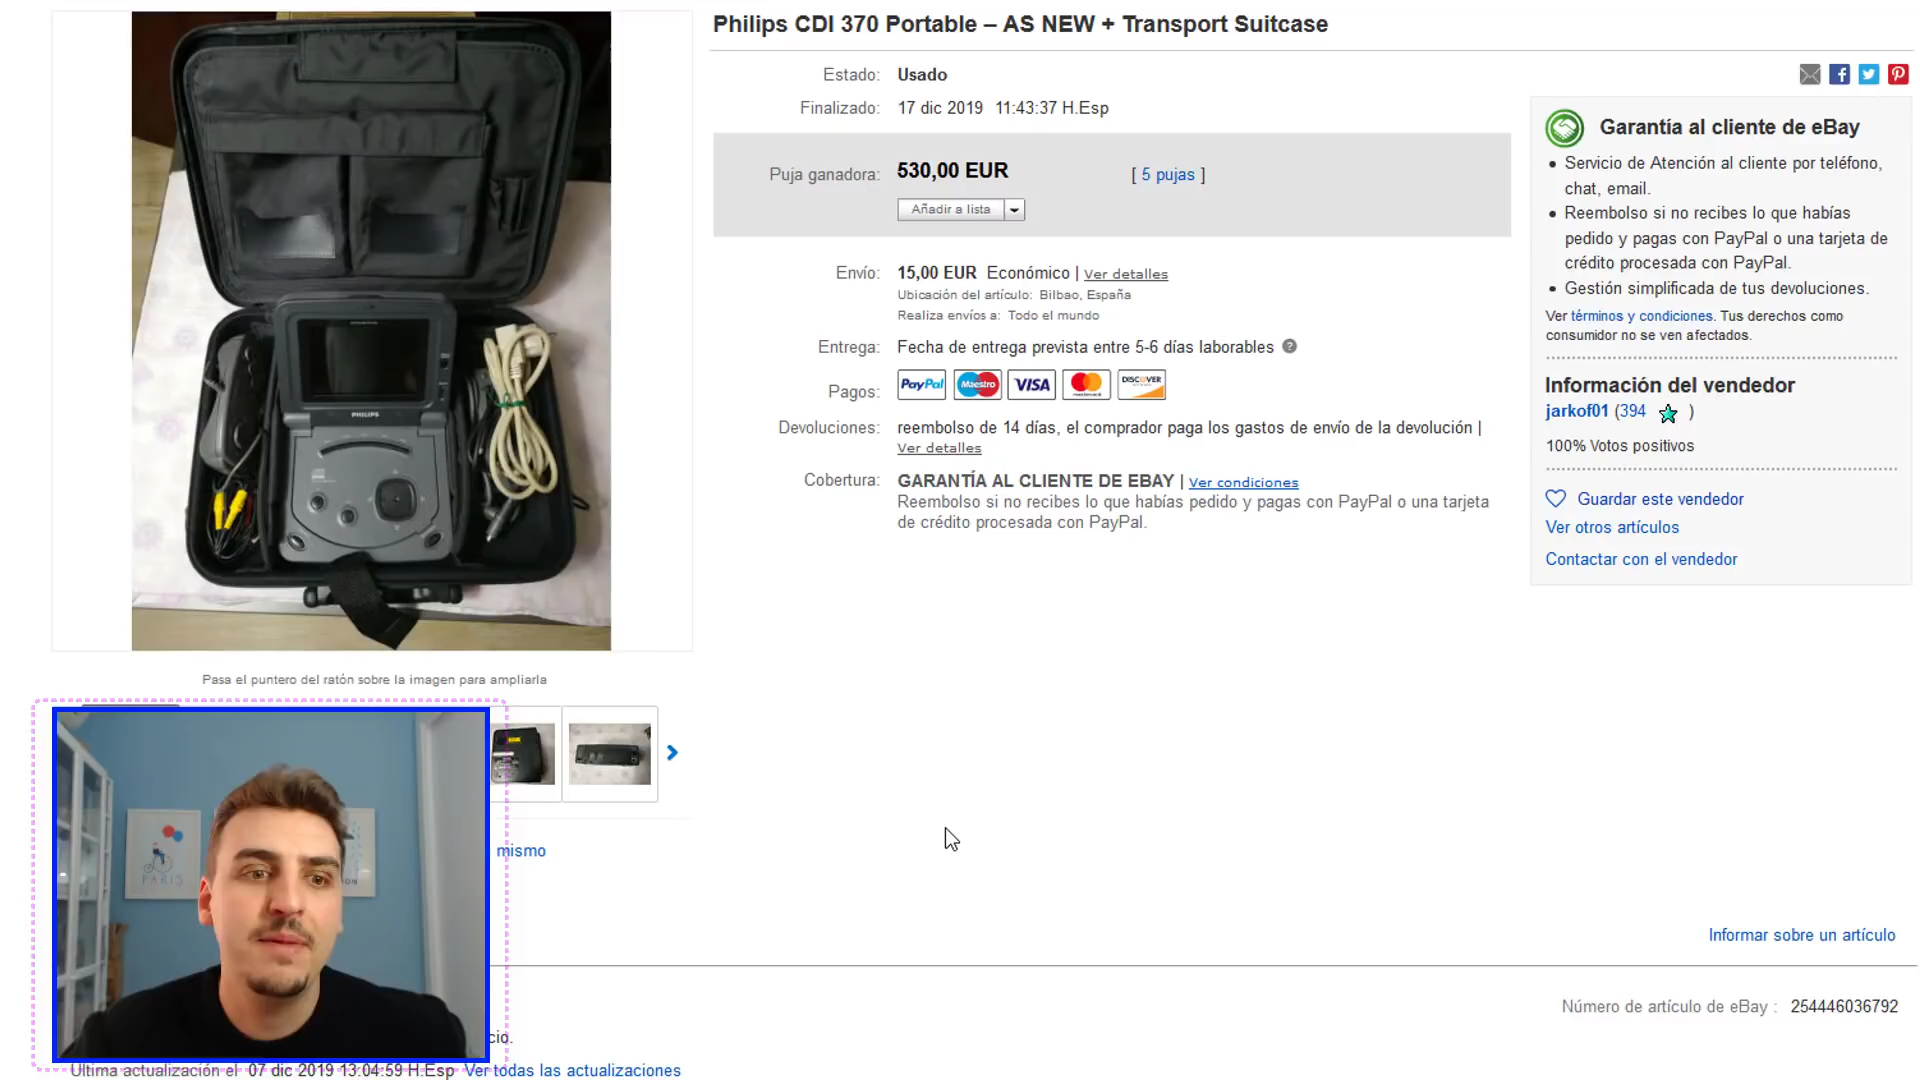 Philips CDI 370 Portable – AS NEW + Transport Suitcase
Estado: Usado
Finalizado: 17 dic 2019 11:43:37 H.Esp
Puja ganadora: 530,00 EUR [ 5 pujas ]
Añadir a lista
Envío: 15,00 EUR Económico | Ver detalles
Ubicación del artículo: Bilbao, España
Realiza envíos a: Todo el mundo
Entrega: Fecha de entrega prevista entre 5-6 días laborables ?
Pagos: PayPal Maestro VISA mastercard DISCOVER
Devoluciones: reembolso de 14 días, el comprador paga los gastos de envío de la devolución |
Ver detalles
Cobertura: GARANTÍA AL CLIENTE DE EBAY | Ver condiciones
Reembolso si no recibes lo que habías pedido y pagas con PayPal o una tarjeta
de crédito procesada con PayPal.
Garantía al cliente de eBay
• Servicio de Atención al cliente por teléfono,
chat, email.
• Reembolso si no recibes lo que habías
pedido y pagas con PayPal o una tarjeta de
crédito procesada con PayPal.
• Gestión simplificada de tus devoluciones.
Ver términos y condiciones. Tus derechos como
consumidor no se ven afectados.
Información del vendedor
jarkof01 (394 )
100% Votos positivos
Guardar este vendedor
Ver otros artículos
Contactar con el vendedor
PHILIPS
Pasa el puntero del ratón sobre la imagen para ampliarla
mismo
PARIS
Informar sobre un artículo
Número de artículo de eBay : 254446036792
cio.
Última actualización el 07 dic 2019 13:04:59 H.Esp Ver todas las actualizaciones